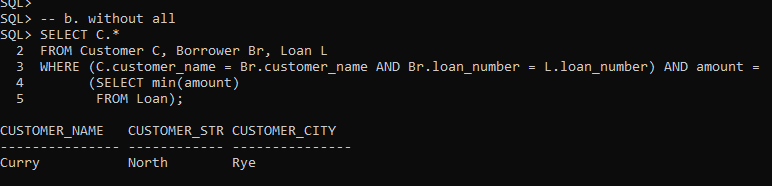 SQL>
SQL> -- b. without all
SQL> SELECT C.*
  2  FROM Customer C, Borrower Br, Loan L
  3  WHERE (C.customer_name = Br.customer_name AND Br.loan_number = L.loan_number) AND amount =
  4        (SELECT min(amount)
  5         FROM Loan);
CUSTOMER_NAME   CUSTOMER_STR CUSTOMER_CITY
--------------- ------------ ---------------
Curry           North        Rye